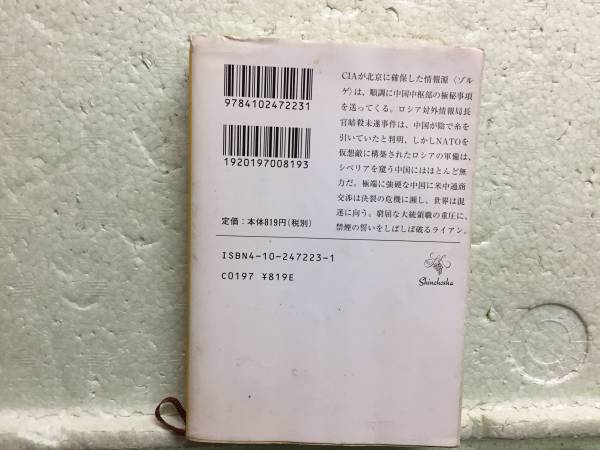 9784102472231
1920197008193
定価:本体819円(税別)
ISBN4-10-247223-1
C0197 ¥819E
CIAが北京に確保した情報源〈ゾル
ゲ〉は、順調に中国中枢部の極秘事項
を送ってくる。ロシア対外情報局長
官暗殺未遂事件は、中国が陰で糸を
引いていたと判明、しかしNATOを
仮想敵に構築されたロシアの軍備は、
シベリアを窺う中国にはほとんど無
力だ。極端に強硬な中国に米中通商
交渉は決裂の危機に瀕し、世界は混
迷に向う。窮屈な大統領職の重圧に、
禁煙の誓いをしばしば破るライアン。
Shinchosha